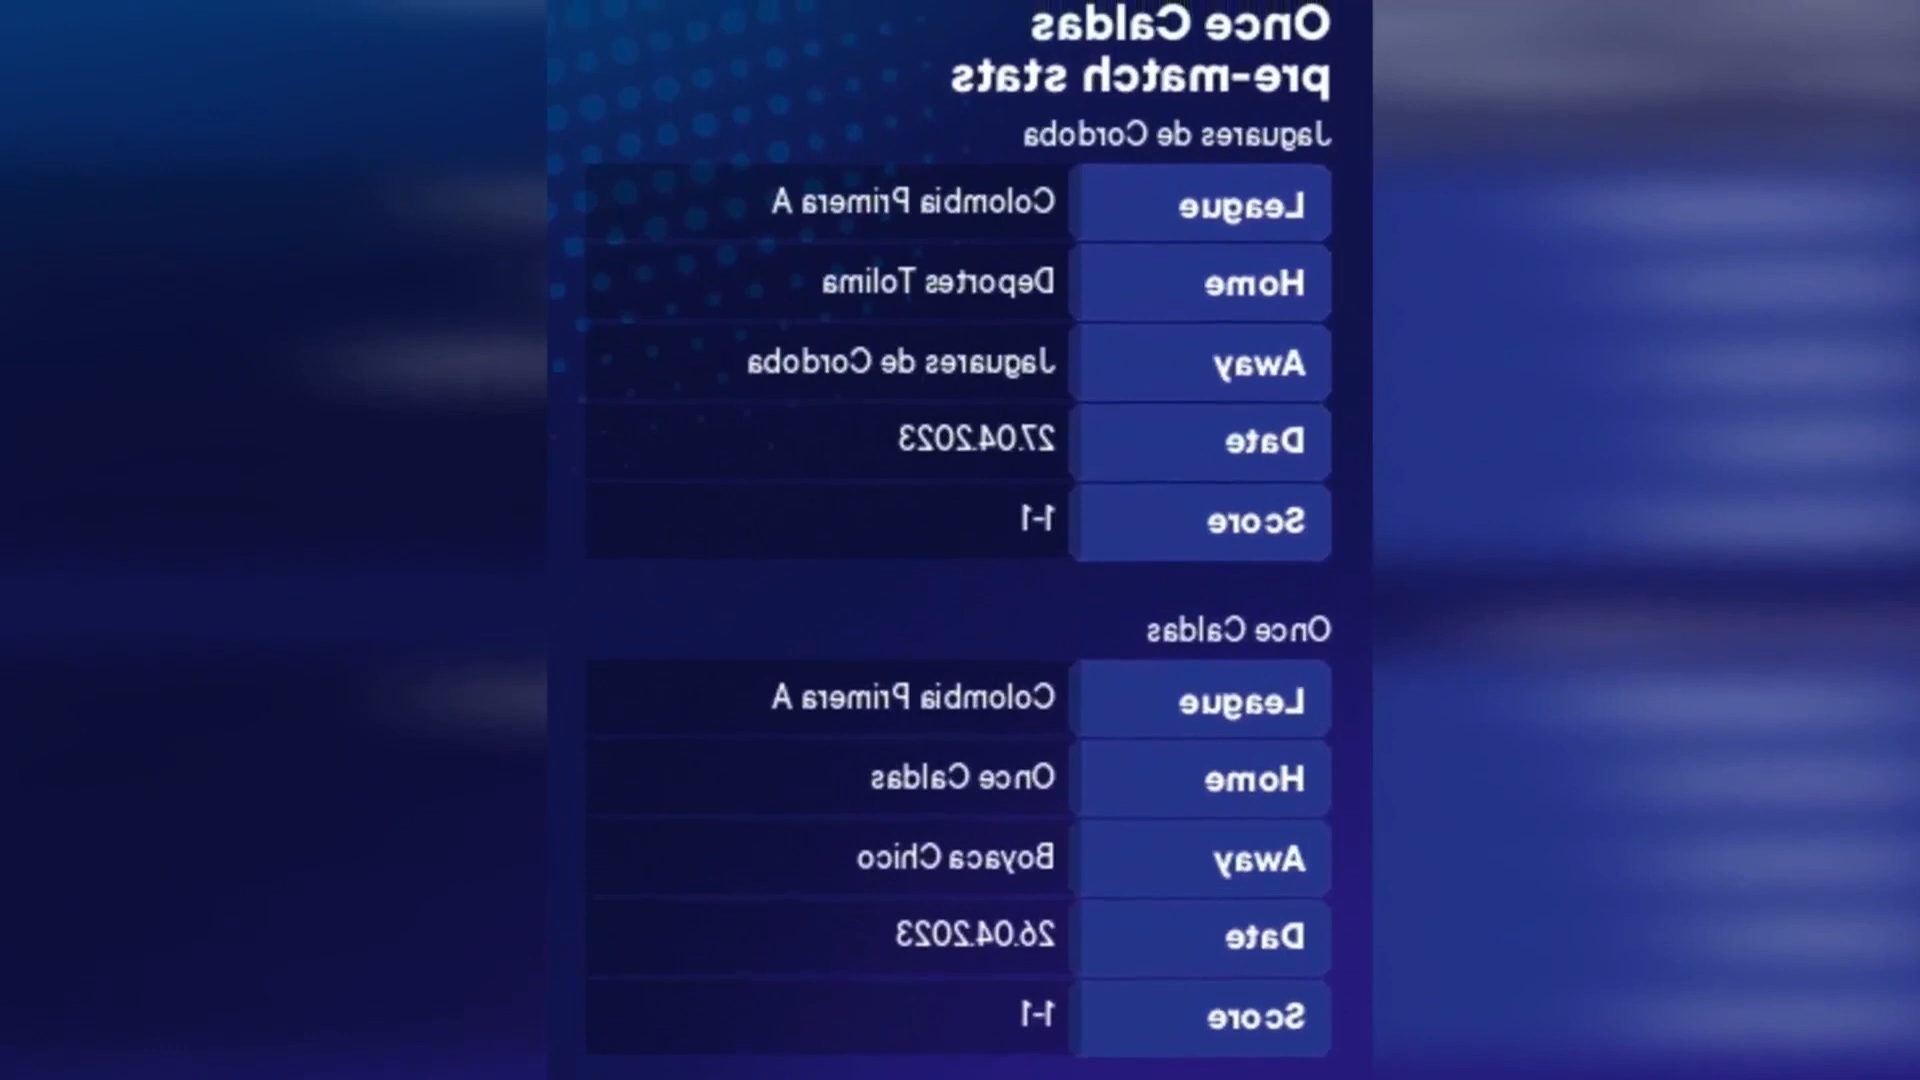 Once Caldas
pre-match stats
Jaguares de Cordoba
League Colombia Primera A
Home Deportes Tolima
Away Jaguares de Cordoba
Date 27.04.2023
Score 1-1
Once Caldas
League Colombia Primera A
Home Once Caldas
Away Boyaca Chico
Date 26.04.2023
Score 1-1